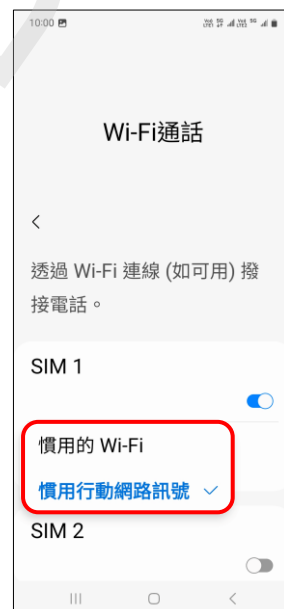 10:00
Wi-Fi通話
透過 Wi-Fi 連線 (如可用) 撥
接電話。
SIM 1
慣用的 Wi-Fi
慣用行動網路訊號
SIM 2